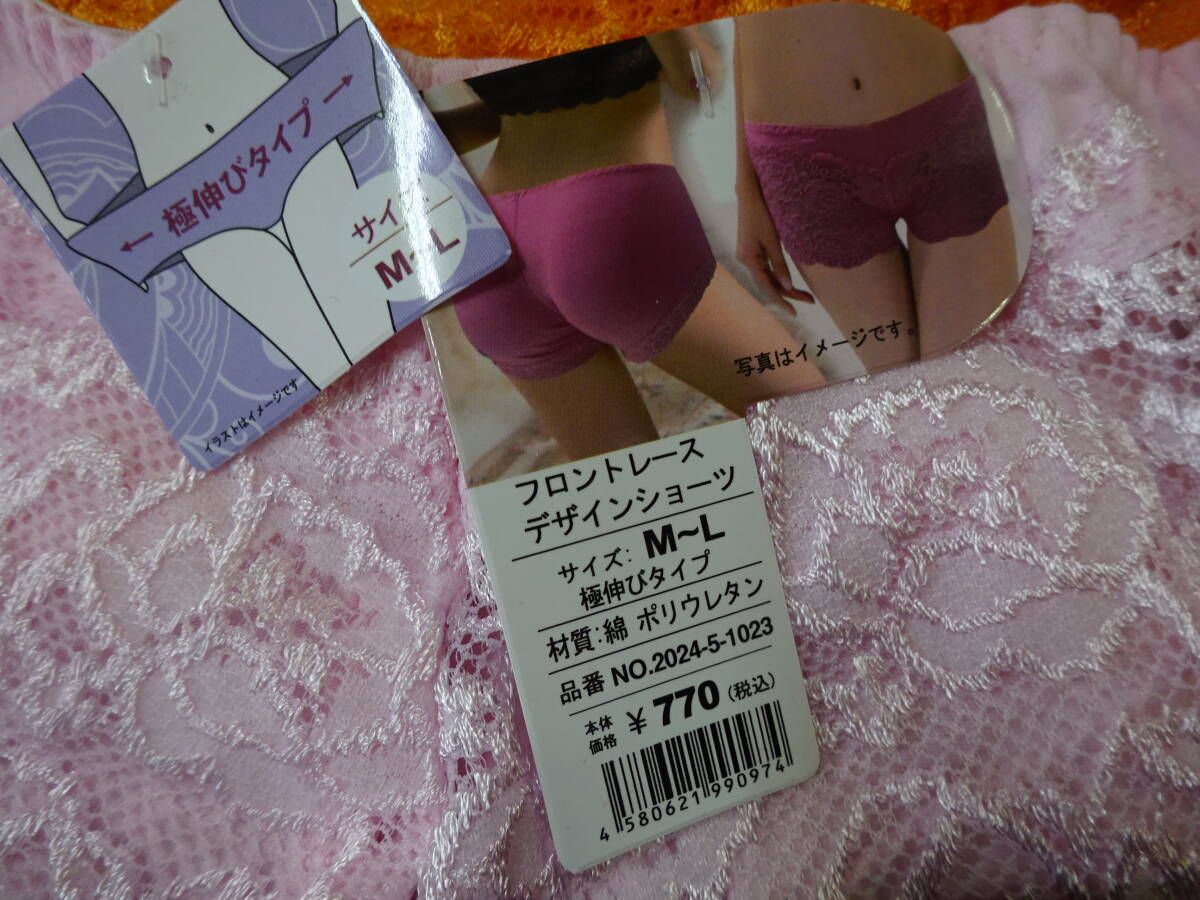 ← 極伸びタイプ →
サイズ
M~L
イラストはイメージです
写真はイメージです。
フロントレース
デザインショーツ
サイズ: M~L
極伸びタイプ
材質:綿 ポリウレタン
品番 NO.2024-5-1023
本体価格 ¥770(税込)
4 580621 990974